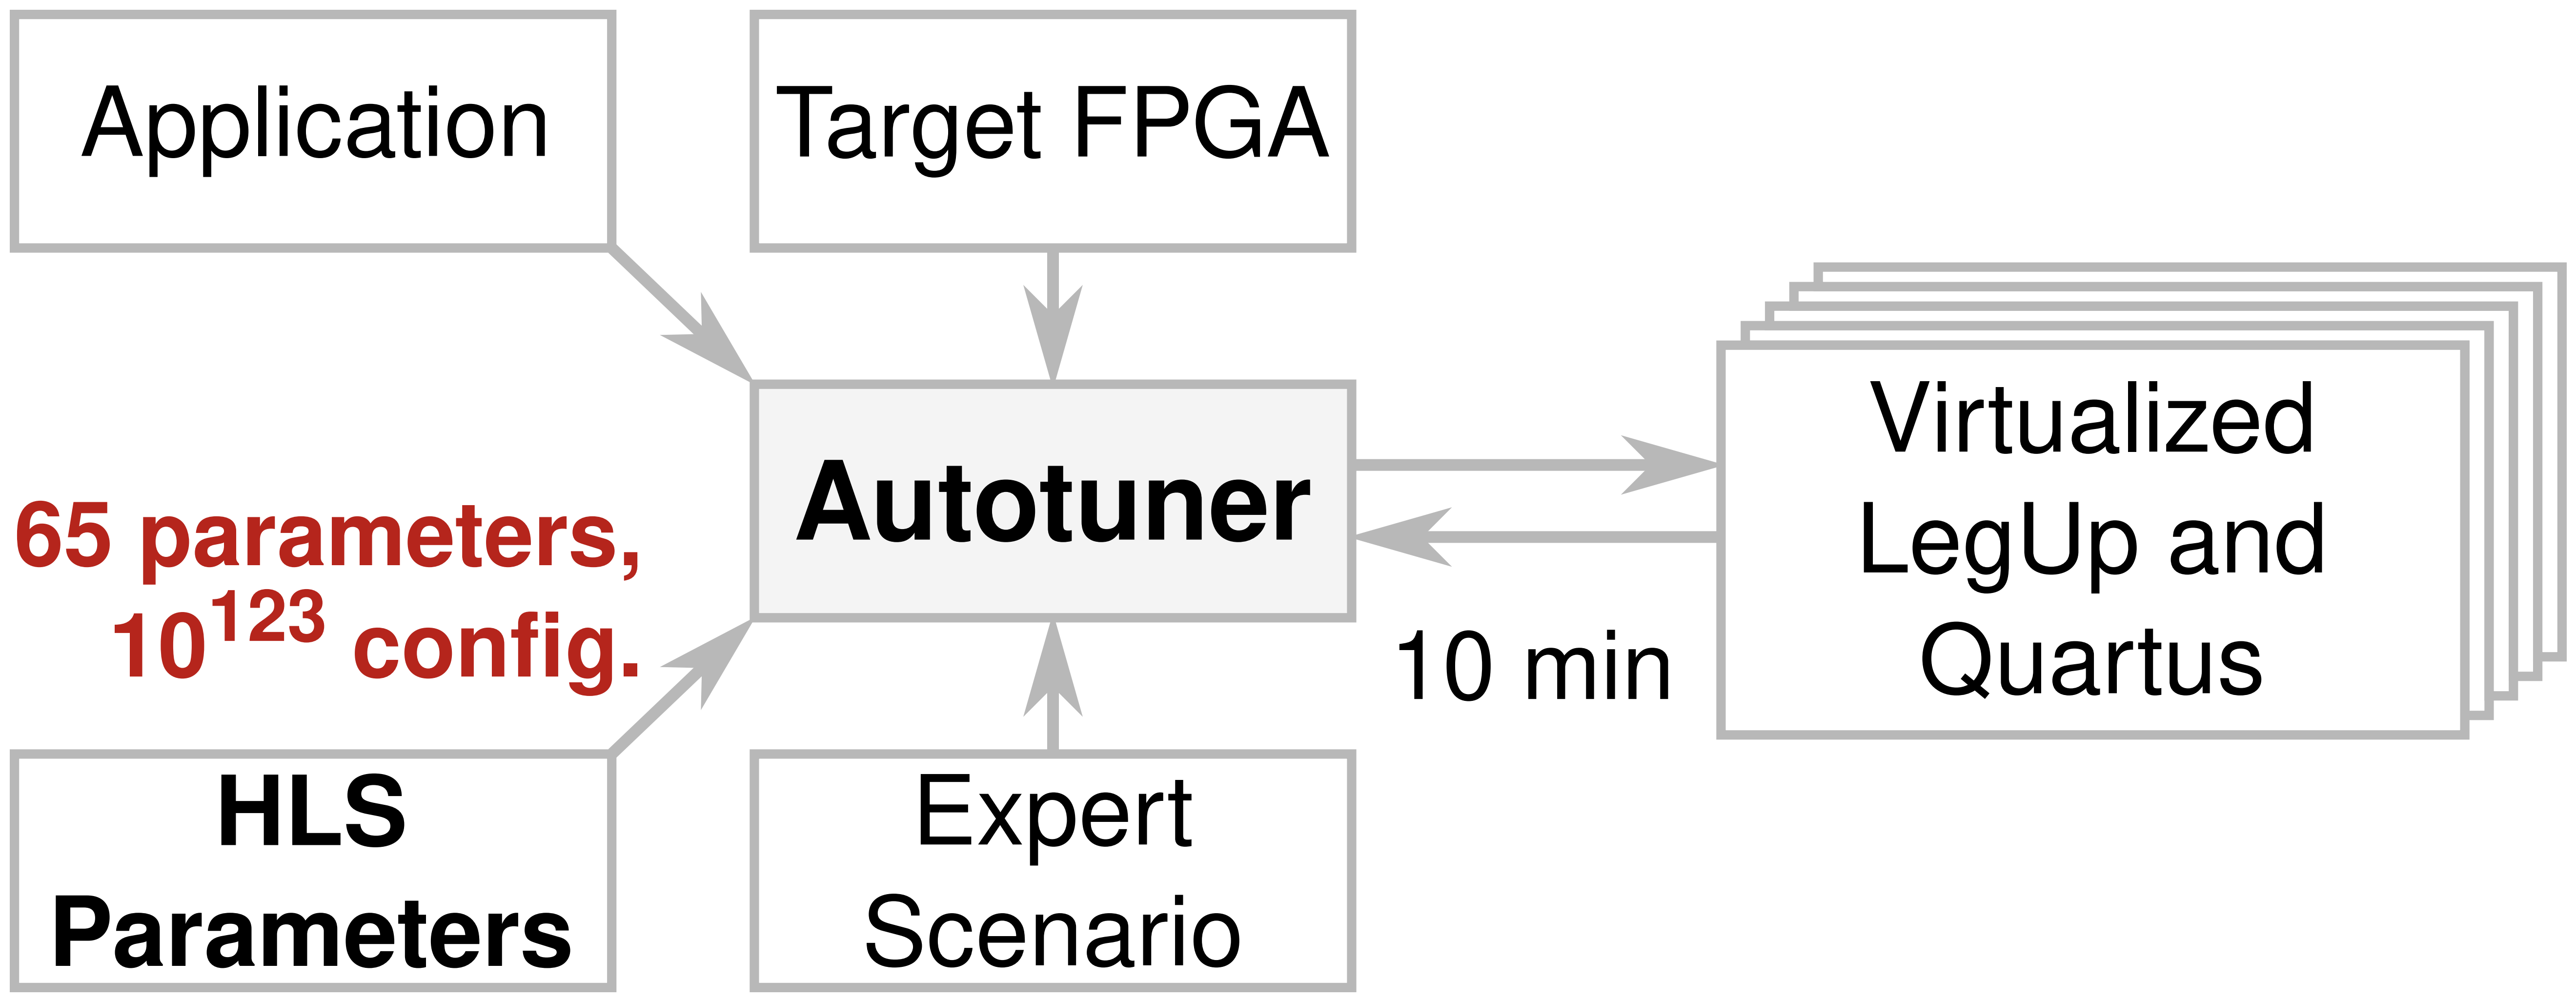 Application
Target FPGA
65 parameters,
10¹²³ config.
Autotuner
Virtualized
LegUp and
Quartus
10 min
HLS
Parameters
Expert
Scenario